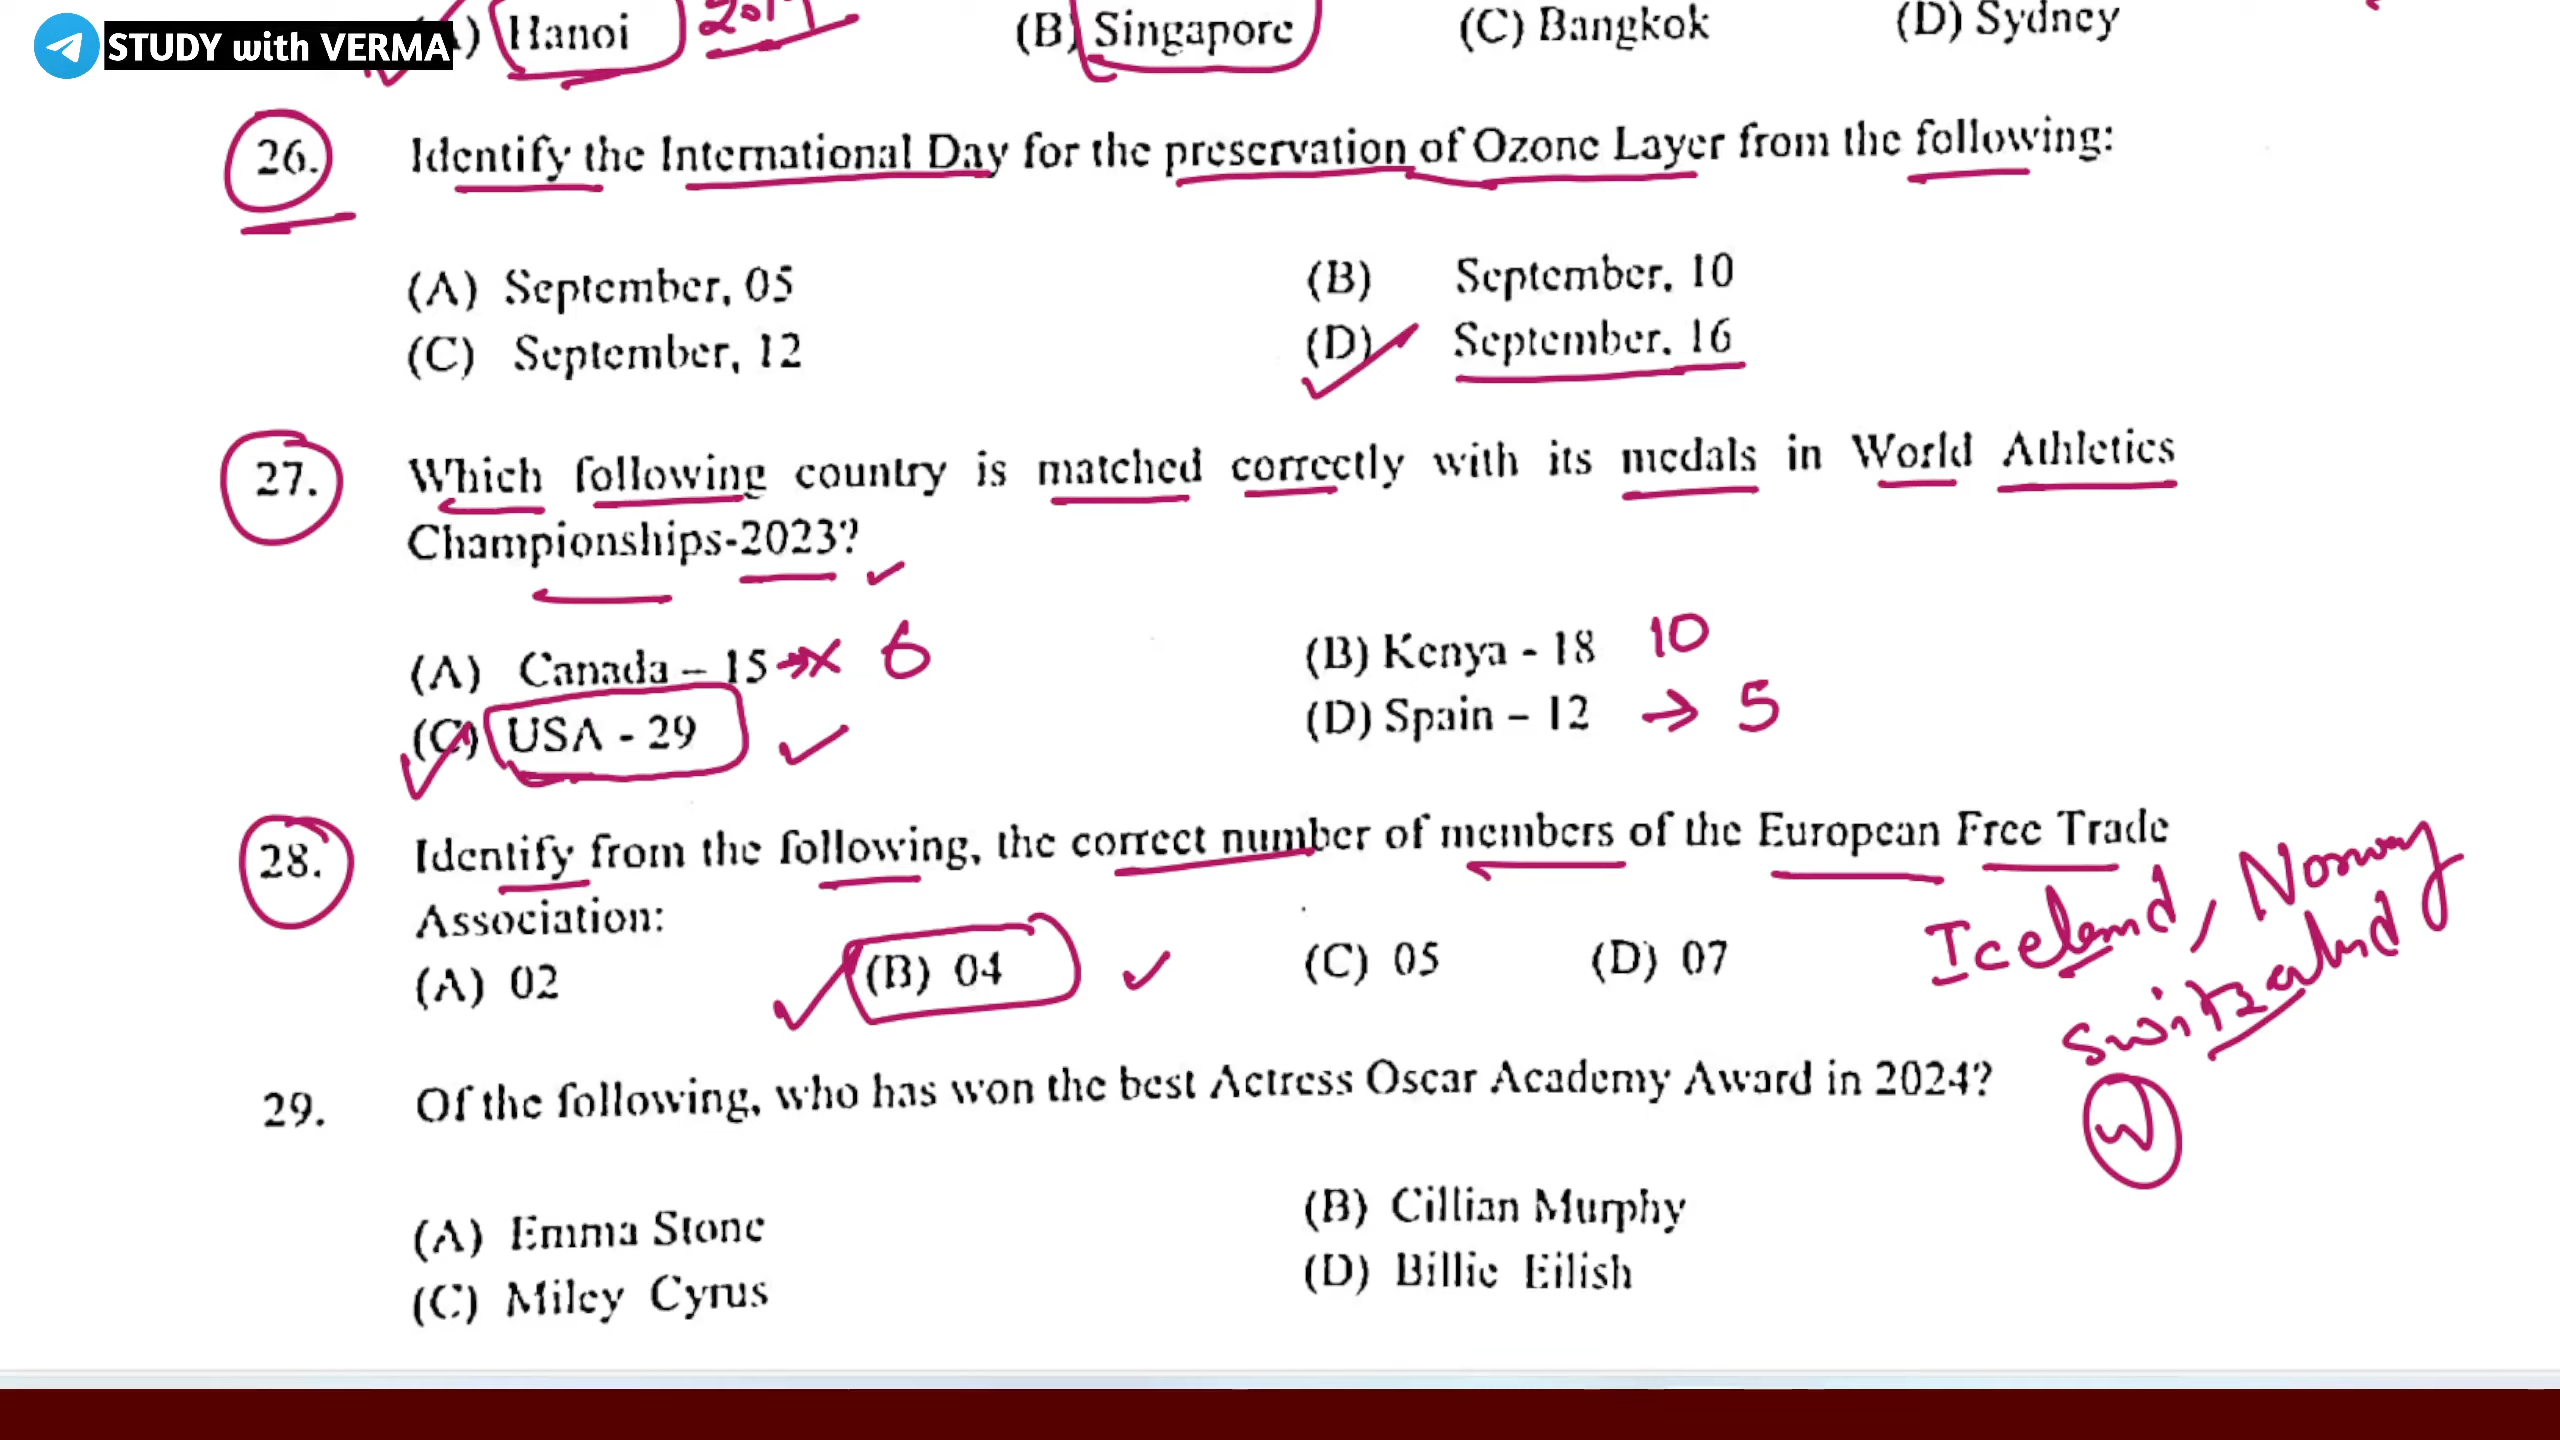 STUDY with VERMA
) Hanoi (B) Singapore (C) Bangkok (D) Sydney
26. Identify the International Day for the preservation of Ozone Layer from the following:
(A) September, 05 (B) September, 10
(C) September, 12 (D) September, 16
27. Which following country is matched correctly with its medals in World Athletics
Championships-2023?
(A) Canada – 15 6 (B) Kenya - 18 10
(C) USA - 29 (D) Spain – 12 → 5
28. Identify from the following, the correct number of members of the European Free Trade
Association:
Iceland, Norway
(A) 02 (B) 04 (C) 05 (D) 07
29. Of the following, who has won the best Actress Oscar Academy Award in 2024?
(A) Emma Stone (B) Cillian Murphy
(C) Miley Cyrus (D) Billie Eilish